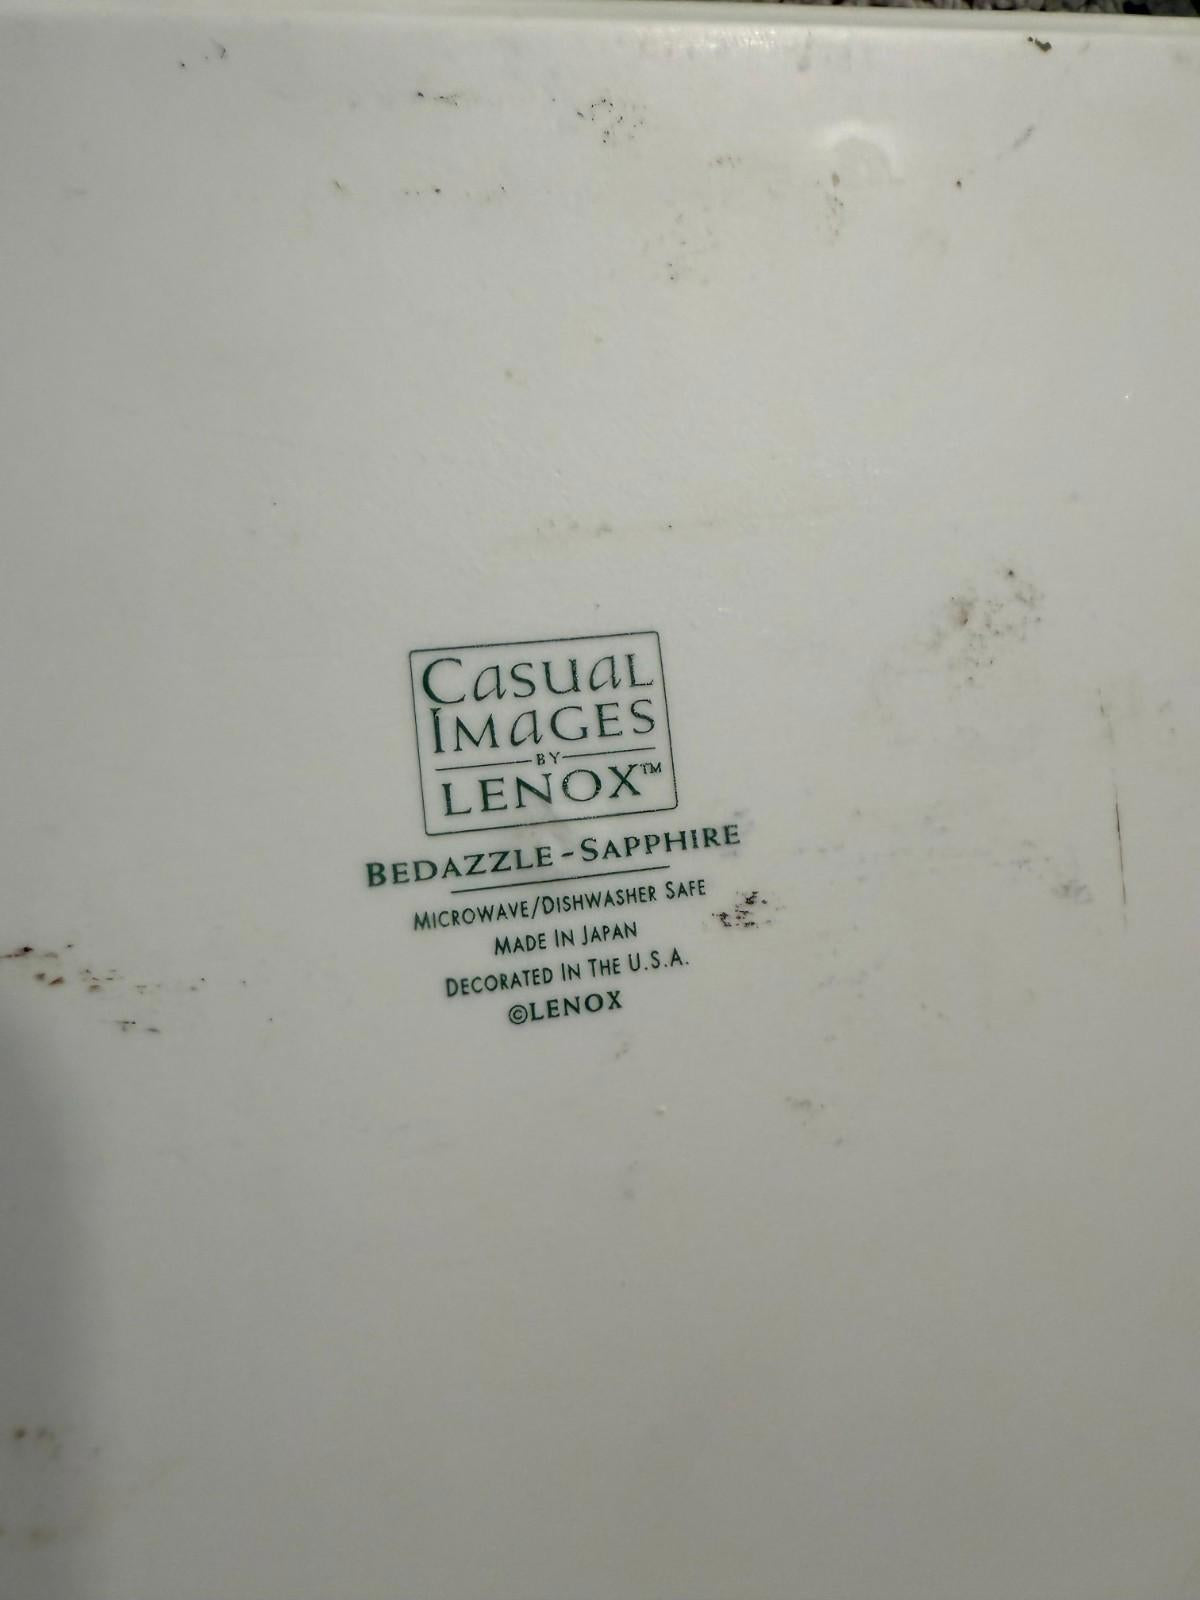 Casual
Images
BY
LENOX™
BEDAZZLE-SAPPHIRE
MICROWAVE/DISHWASHER SAFE
MADE IN JAPAN
DECORATED IN THE U.S.A.
©LENOX